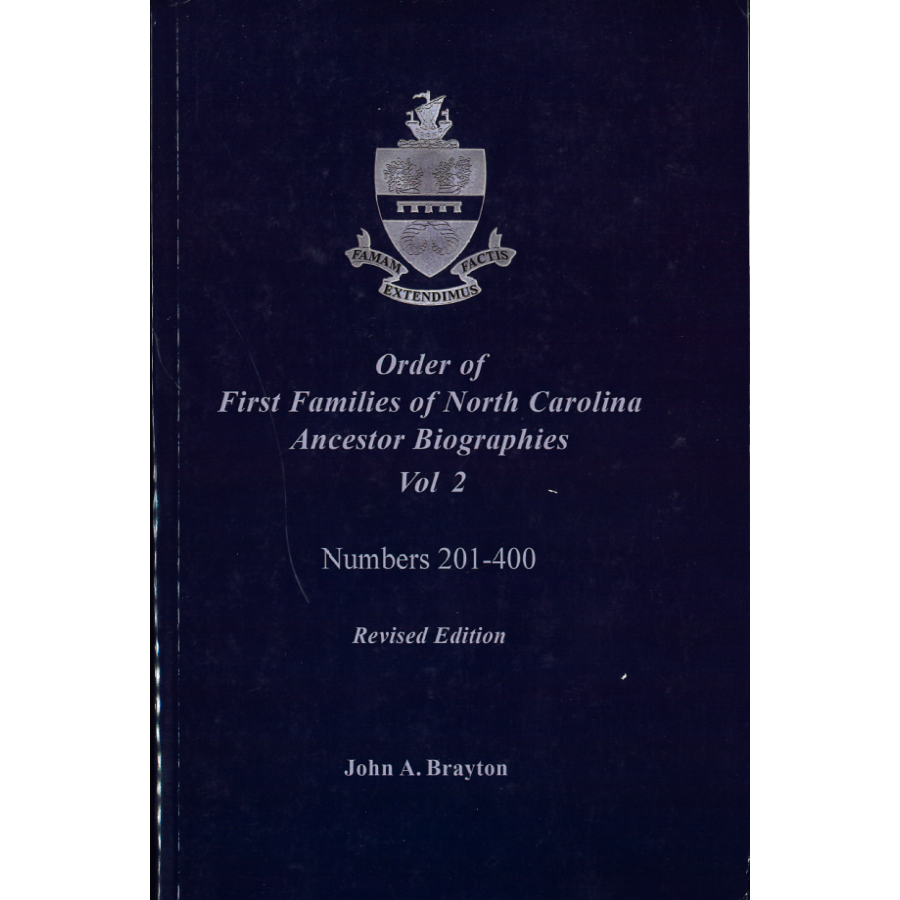 FAMAM
FACTIS
EXTENDIMUS
Order of
First Families of North Carolina
Ancestor Biographies
Vol 2
Numbers 201-400
Revised Edition
John A. Brayton